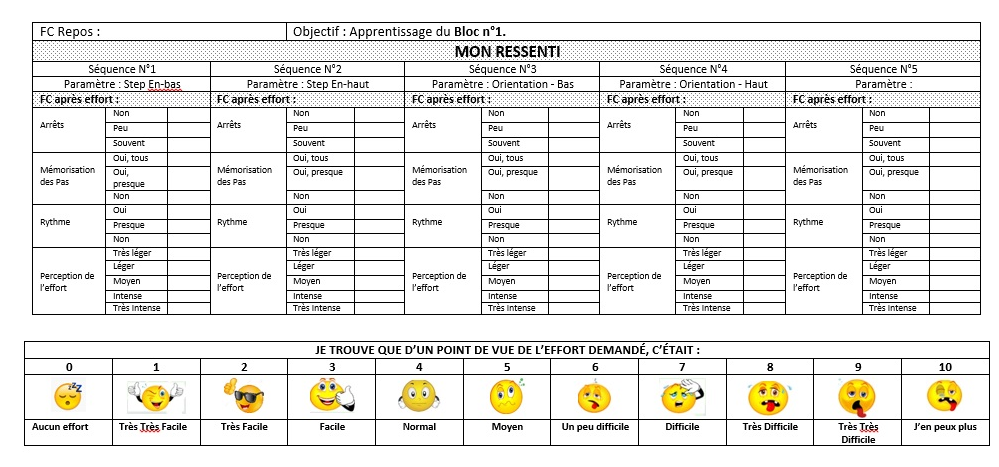 FC Repos : Objectif : Apprentissage du Bloc n°1.
MON RESSENTI
Séquence N°1 Séquence N°2 Séquence N°3 Séquence N°4 Séquence N°5
Paramètre : Step En-bas Paramètre : Step En-haut Paramètre : Orientation - Bas Paramètre : Orientation - Haut Paramètre :
FC après effort : FC après effort : FC après effort : FC après effort : FC après effort :
Arrêts Non Arrêts Non Arrêts Non Arrêts Non Arrêts Non
Peu Peu Peu Peu Peu
Souvent Souvent Souvent Souvent Souvent
Mémorisation des Pas Oui, tous Mémorisation des Pas Oui, tous Mémorisation des Pas Oui, tous Mémorisation des Pas Oui, tous Mémorisation des Pas Oui, tous
Oui, presque Oui, presque Oui, presque Oui, presque Oui, presque
Non Non Non Non Non
Rythme Oui Rythme Oui Rythme Oui Rythme Oui Rythme Oui
Presque Presque Presque Presque Presque
Non Non Non Non Non
Perception de l'effort Très léger Perception de l'effort Très léger Perception de l'effort Très léger Perception de l'effort Très léger Perception de l'effort Très léger
Léger Léger Léger Léger Léger
Moyen Moyen Moyen Moyen Moyen
Intense Intense Intense Intense Intense
Très intense Très intense Très intense Très intense Très intense
JE TROUVE QUE D'UN POINT DE VUE DE L'EFFORT DEMANDÉ, C'ÉTAIT :
0 1 2 3 4 5 6 7 8 9 10
Aucun effort Très Très Facile Très Facile Facile Normal Moyen Un peu difficile Difficile Très Difficile Très Très Difficile J'en peux plus